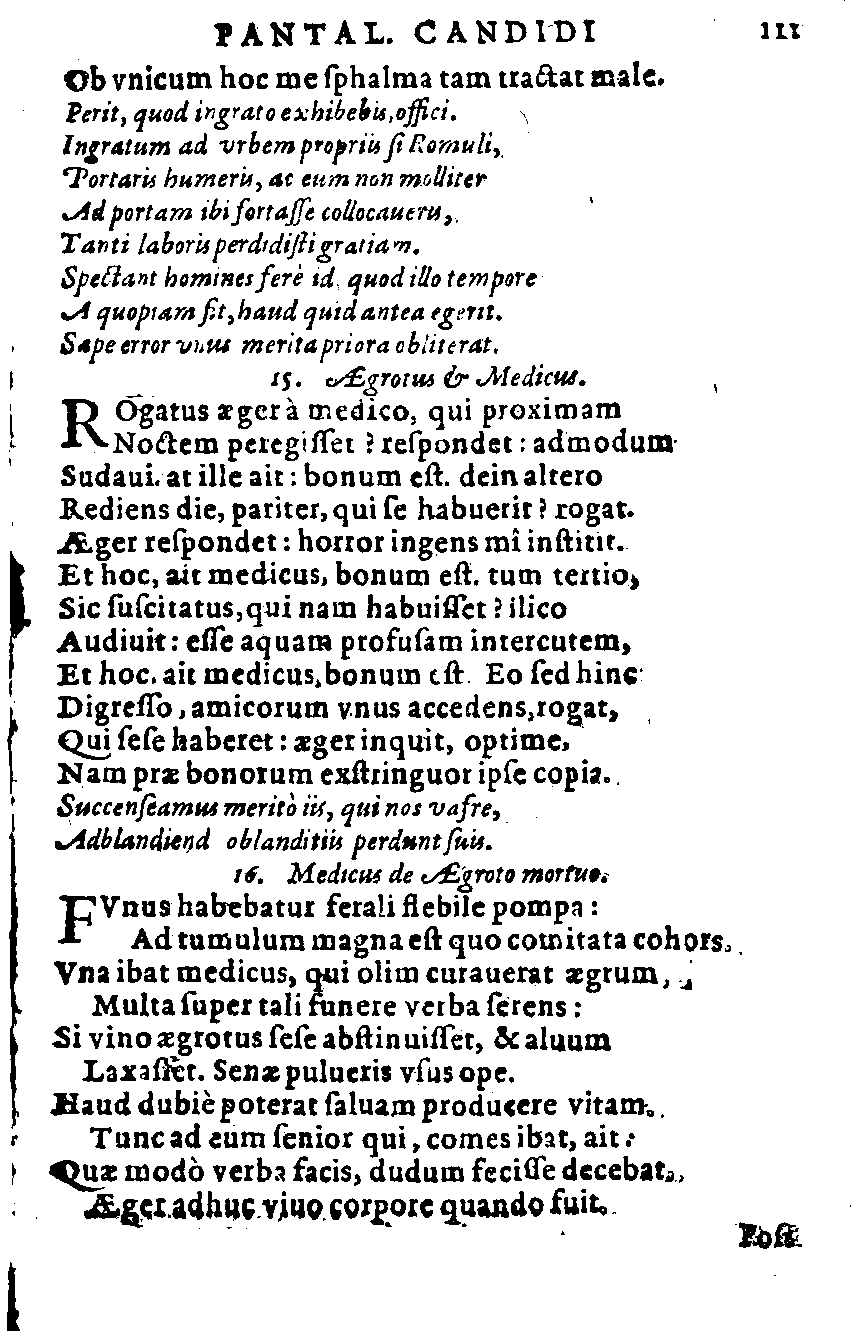 PANTAL. CANDIDI 111
Ob vnicum hoc me ſphalma tam tractat male.
Perit, quod ingrato exhibebis, offici.
Ingratum ad vrbem propriis ſi Romuli,
Portaris humeris, ac eum non molliter
Ad portam ibi fortaſſe collocaueris,
Tanti laboris perdidiſti gratiam.
Spectant homines ferè id, quod illo tempore
A quopiam fit, haud quid antea egerit.
Sæpe error vnus merita priora obliterat.
15. Ægrotus & Medicus.
ROgatus æger à medico, qui proximam
Noctem peregiſſet? reſpondet: admodum
Sudaui. at ille ait: bonum eſt. dein altero
Rediens die, pariter, qui ſe habuerit? rogat.
Æger reſpondet: horror ingens mî inſtitit.
Et hoc, ait medicus, bonum eſt. tum tertio,
Sic ſuſcitatus, qui nam habuiſſet? ilico
Audiuit: eſſe aquam profuſam intercutem,
Et hoc. ait medicus, bonum eſt. Eo ſed hinc
Digreſſo, amicorum vnus accedens, rogat,
Qui ſeſe haberet: æger inquit, optime,
Nam præ bonorum exſtringuor ipſe copia.
Succenſeamus meritò iis, qui nos vafre,
Adblandiend oblanditiis perdunt ſuis.
16. Medicus de Ægroto mortuo.
FVnus habebatur ferali flebile pompa:
Ad tumulum magna eſt quo comitata cohors.
Vna ibat medicus, qui olim curauerat ægrum,
Multa ſuper tali funere verba ſerens:
Si vino ægrotus ſeſe abſtinuiſſet, & aluum
Laxaſſet. Senæ pulueris vſus ope.
Haud dubiè poterat ſaluam producere vitam.
Tunc ad eum ſenior qui, comes ibat, ait:
Quæ modò verba facis, dudum feciſſe decebat,
Æger adhuc viuo corpore quando fuit.
Poſt